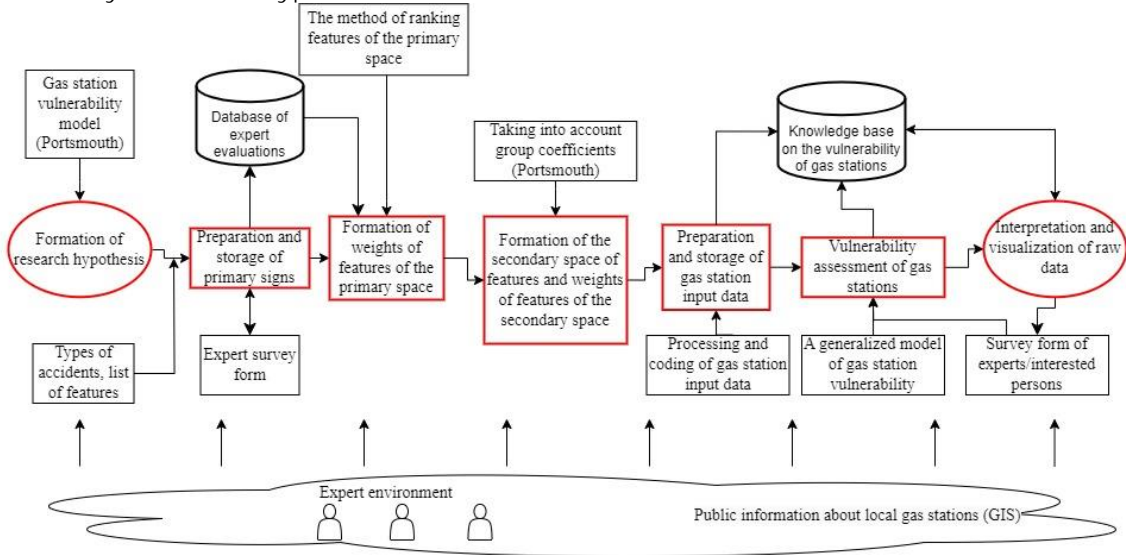 The method of ranking
features of the primary
space
Gas station
vulnerability
model
(Portsmouth)
Database of
expert
evaluations
Taking into account
group coefficients
(Portsmouth)
Knowledge base
on the vulnerability
of gas stations
Formation of
research hypothesis
Preparation and
storage of
primary signs
Formation of
weights of
features of the
primary space
Formation of the
secondary space of
features and weights
of features of the
secondary space
Preparation
and storage of
gas station
input data
Vulnerability
assessment of gas
stations
Interpretation and
visualization of raw
data
Types of
accidents, list
of features
Expert survey
form
Processing and
coding of gas station
input data
A generalized model
of gas station
vulnerability
Survey form of
experts/interested
persons
Expert environment
Public information about local gas stations (GIS)